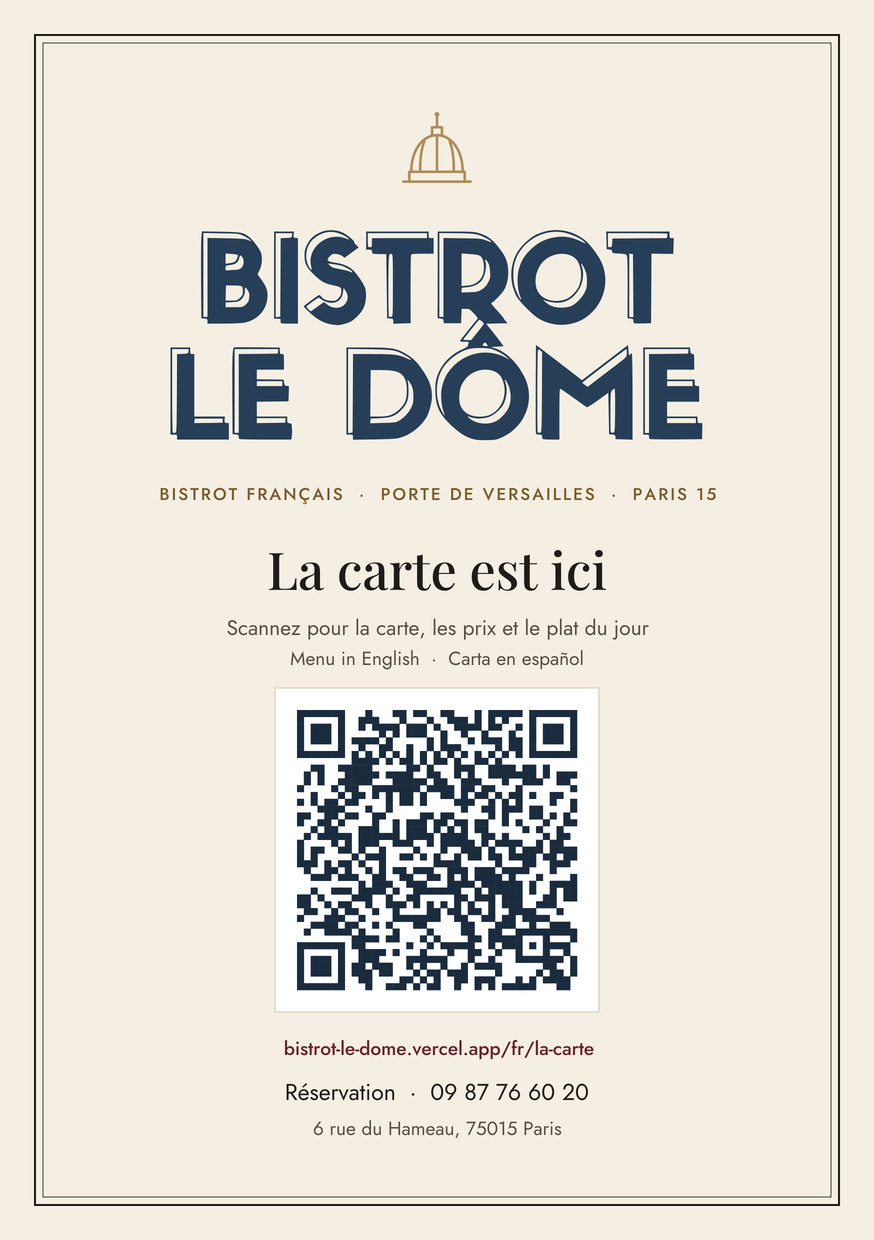 BISTROT
LE DÔME
BISTROT FRANÇAIS · PORTE DE VERSAILLES · PARIS 15
La carte est ici
Scannez pour la carte, les prix et le plat du jour
Menu in English · Carta en español
bistrot-le-dome.vercel.app/fr/la-carte
Réservation · 09 87 76 60 20
6 rue du Hameau, 75015 Paris